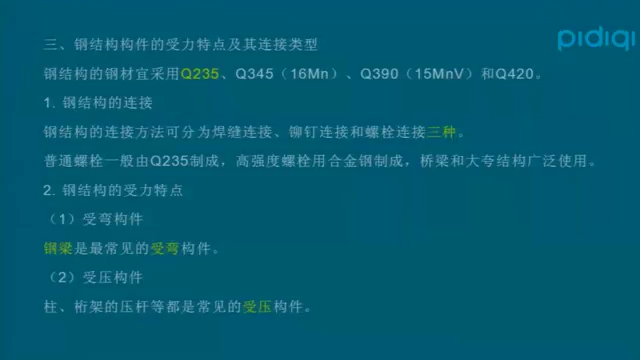 pidiqi
三、钢结构构件的受力特点及其连接类型
钢结构的钢材宜采用Q235、Q345（16Mn）、Q390（15MnV）和Q420。
1. 钢结构的连接
钢结构的连接方法可分为焊缝连接、铆钉连接和螺栓连接三种。
普通螺栓一般由Q235制成，高强度螺栓用合金钢制成，桥梁和大夸结构广泛使用。
2. 钢结构的受力特点
（1）受弯构件
钢梁是最常见的受弯构件。
（2）受压构件
柱、桁架的压杆等都是常见的受压构件。